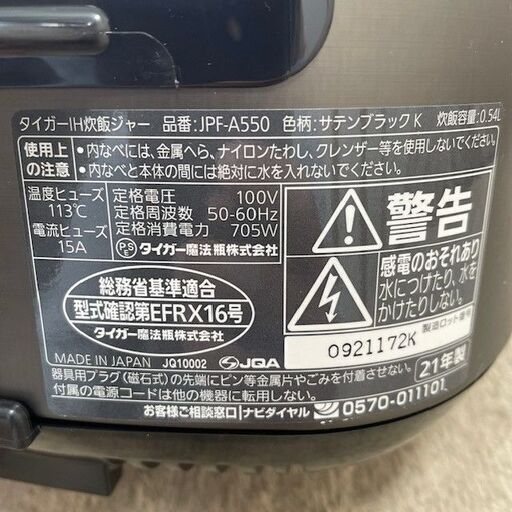 タイガーIH炊飯ジャー 品番:JPF-A550 色柄:サテンブラックK 炊飯容量:0.54L
使用上の注意
•内なべには、金属へら、ナイロンたわし、クレンザー等を使用しないでください。
•内なべと本体の間には絶対に水を入れないでください。
温度ヒューズ 113℃
電流ヒューズ 15A
定格電圧 100V
定格周波数 50-60Hz
定格消費電力 705W
PSE タイガー魔法瓶株式会社
総務省基準適合
型式確認第EFRX16号
タイガー魔法瓶株式会社
警告
感電のおそれあり
水につけたり、水をかけたりしない。
製造ロット番号
0921172K
MADE IN JAPAN JQ10002 JQA
21年製
器具用プラグ(磁石式)の先端にピン等金属片やごみを付着させない。
付属の電源コードは他の機器に転用しない。
お客様ご相談窓口 ナビダイヤル 0570-011101